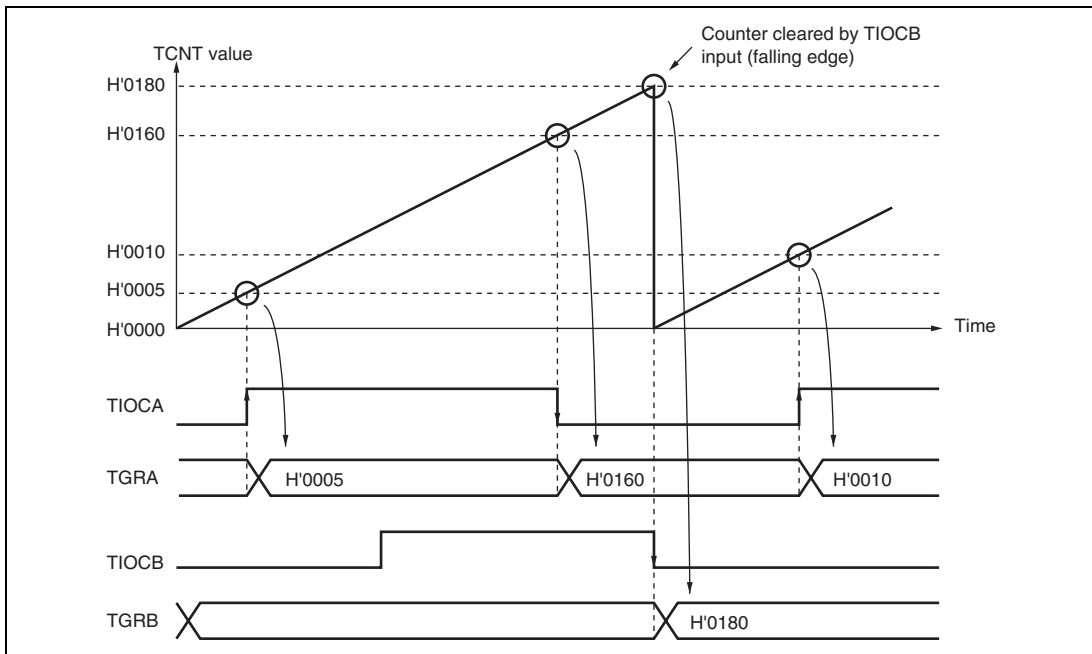 Counter cleared by TIOCB
input (falling edge)
TCNT value
H'0180
H'0160
H'0010
H'0005
H'0000
Time
TIOCA
TGRA
H'0005
H'0160
H'0010
TIOCB
TGRB
H'0180